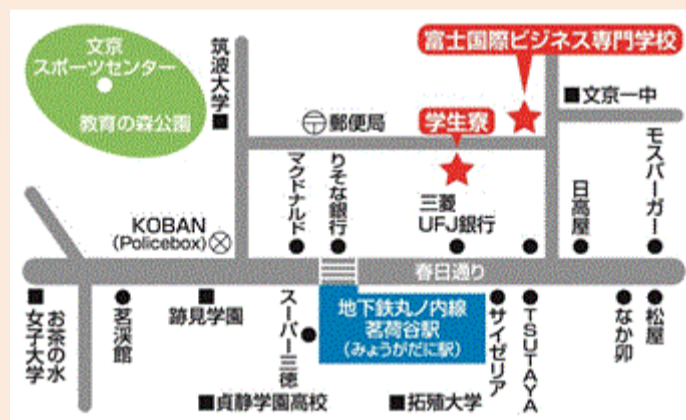 文京
スポーツセンター
教育の森公園
筑波大学
富士国際ビジネス専門学校
文京一中
郵便局
学生寮
マクドナルド
りそな銀行
三菱
UFJ銀行
日高屋
モスバーガー
KOBAN
(Policebox)
春日通り
お茶の水
女子大学
茗渓館
跡見学園
スーパー三徳
地下鉄丸ノ内線
茗荷谷駅
(みょうがだに駅)
サイゼリア
TSUTAYA
なか卯
松屋
貞静学園高校
拓殖大学